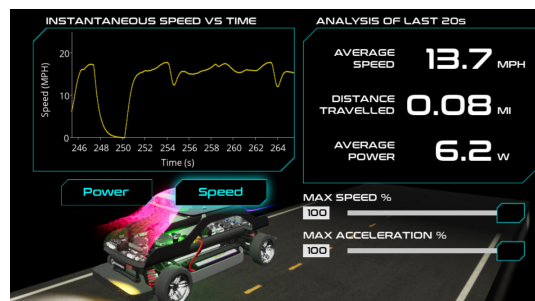 INSTANTANEOUS SPEED VS TIME
Speed (MPH)
20
10
0
246 248 250 252 254 256 258 260 262 264
Time (s)
Power
Speed
ANALYSIS OF LAST 20s
AVERAGE
SPEED
13.7 MPH
DISTANCE
TRAVELLED
0.08 MI
AVERAGE
POWER
6.2 W
MAX SPEED %
100
MAX ACCELERATION %
100